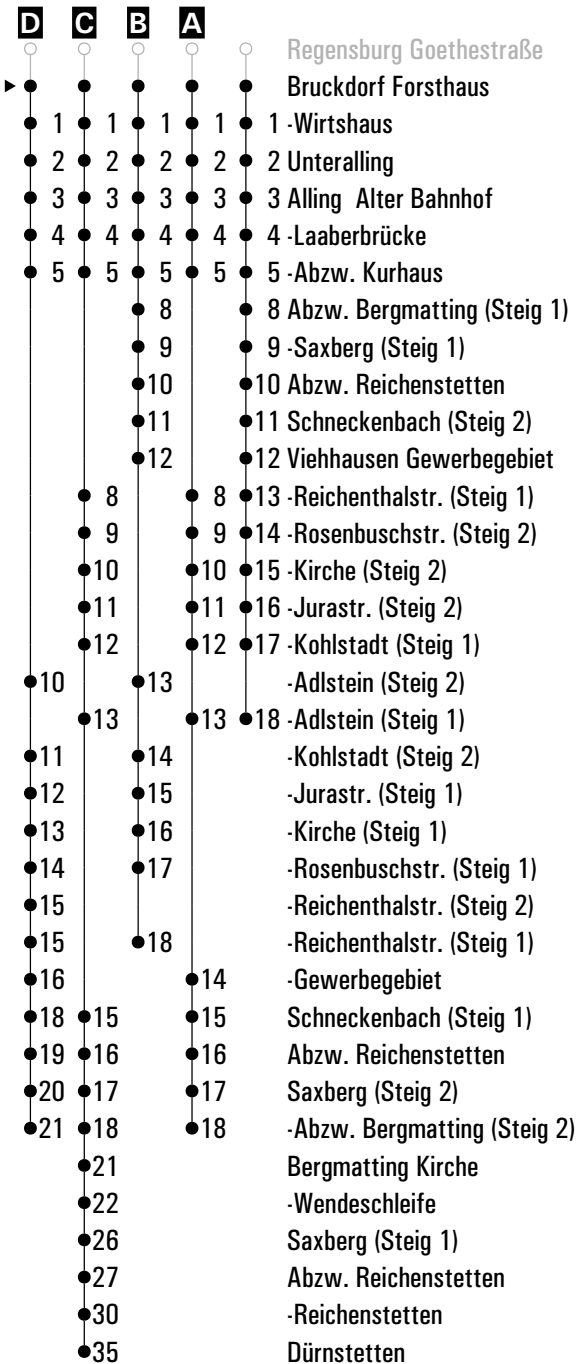 D C B A
Regensburg Goethestraße
Bruckdorf Forsthaus
1 1 1 1 1 -Wirtshaus
2 2 2 2 2 Unteralling
3 3 3 3 3 Alling Alter Bahnhof
4 4 4 4 4 -Laaberbrücke
5 5 5 5 5 -Abzw. Kurhaus
8 8 Abzw. Bergmatting (Steig 1)
9 9 -Saxberg (Steig 1)
10 10 Abzw. Reichenstetten
11 11 Schneckenbach (Steig 2)
12 12 Viehhausen Gewerbegebiet
8 8 13 -Reichenthalstr. (Steig 1)
9 9 14 -Rosenbuschstr. (Steig 2)
10 10 15 -Kirche (Steig 2)
11 11 16 -Jurastr. (Steig 2)
12 12 17 -Kohlstadt (Steig 1)
10 13 -Adlstein (Steig 2)
13 13 18 -Adlstein (Steig 1)
11 14 -Kohlstadt (Steig 2)
12 15 -Jurastr. (Steig 1)
13 16 -Kirche (Steig 1)
14 17 -Rosenbuschstr. (Steig 1)
15 -Reichenthalstr. (Steig 2)
15 18 -Reichenthalstr. (Steig 1)
16 14 -Gewerbegebiet
18 15 15 Schneckenbach (Steig 1)
19 16 16 Abzw. Reichenstetten
20 17 17 Saxberg (Steig 2)
21 18 18 -Abzw. Bergmatting (Steig 2)
21 Bergmatting Kirche
22 -Wendeschleife
26 Saxberg (Steig 1)
27 Abzw. Reichenstetten
30 -Reichenstetten
35 Dürnstetten